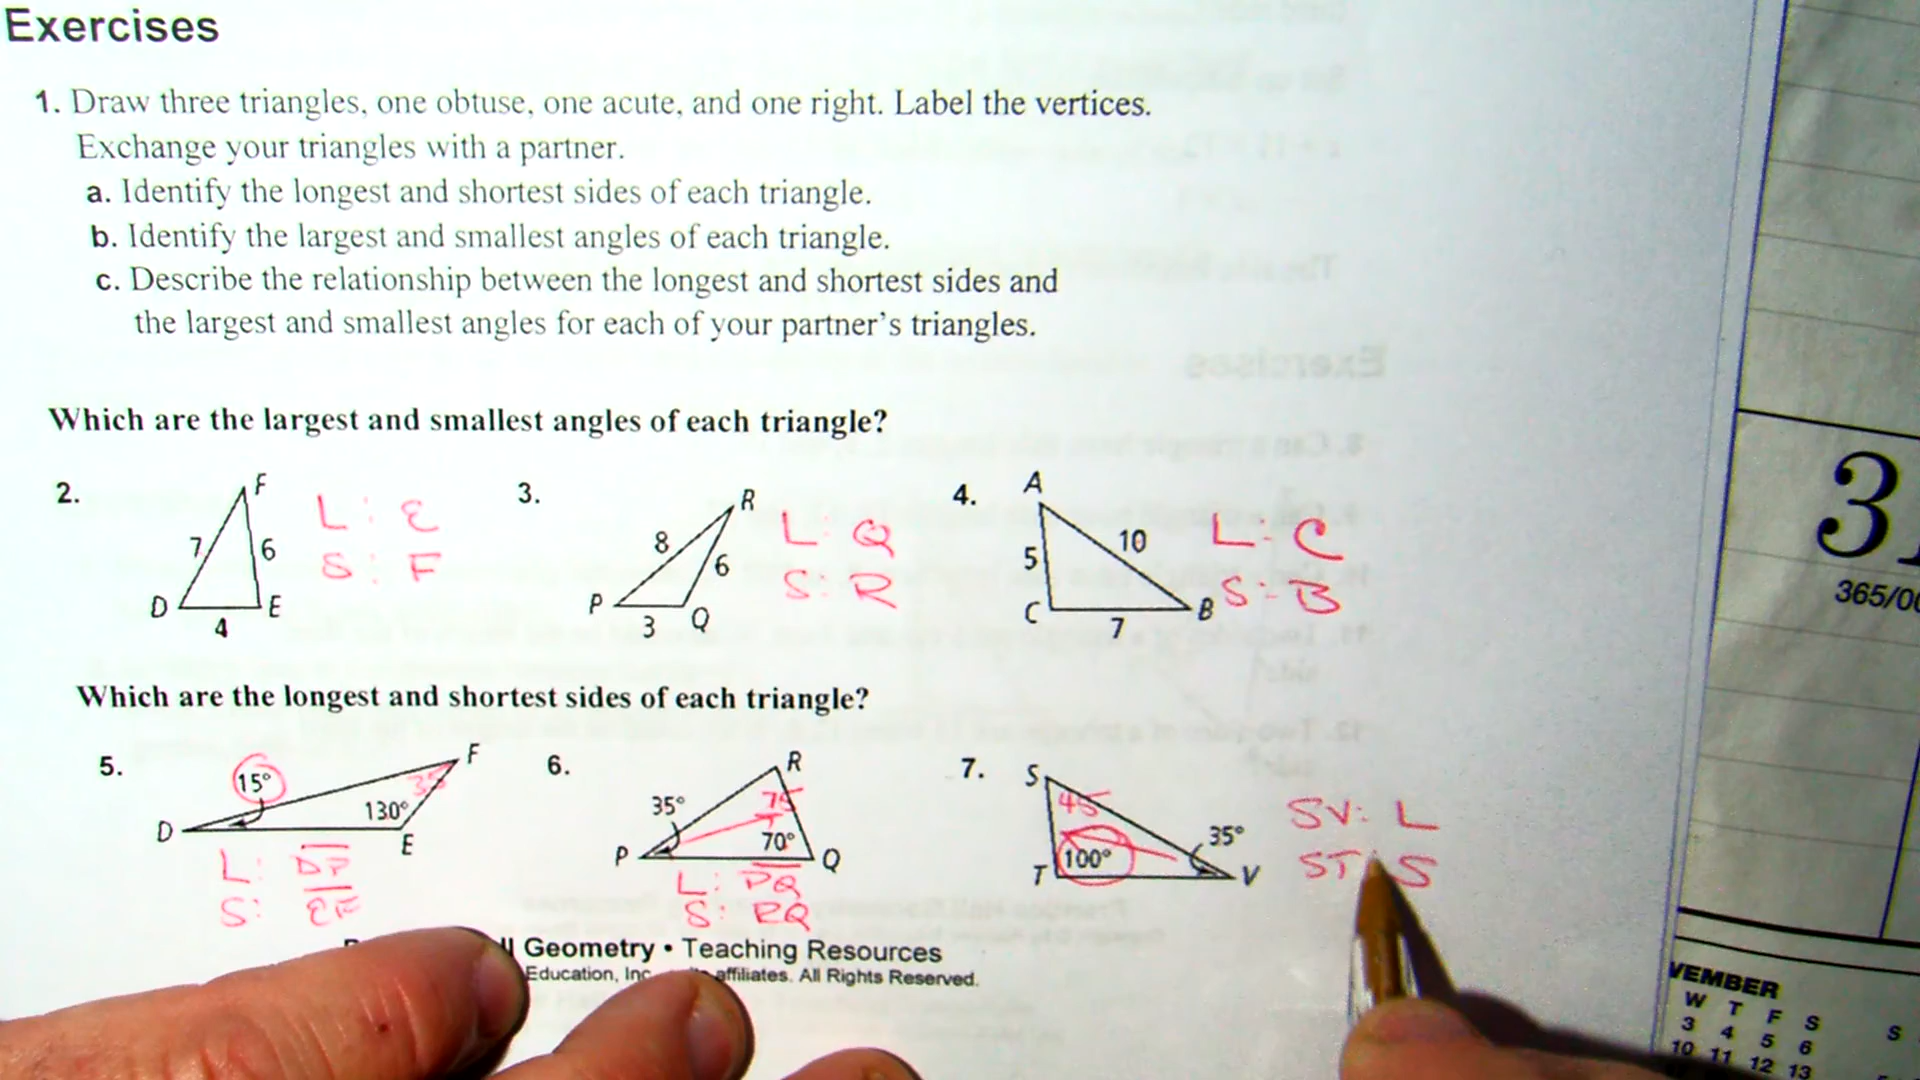 Exercises
1. Draw three triangles, one obtuse, one acute, and one right. Label the vertices.
Exchange your triangles with a partner.
a. Identify the longest and shortest sides of each triangle.
b. Identify the largest and smallest angles of each triangle.
c. Describe the relationship between the longest and shortest sides and
the largest and smallest angles for each of your partner's triangles.
Which are the largest and smallest angles of each triangle?
2. F 7 6 D E 4
L: E
S: F
3. R 8 6 P Q 3
L: Q
S: R
4. A 5 10 C B 7
L: C
S: B
Which are the longest and shortest sides of each triangle?
5. 15° F 35 130° D E
L: DF
S: EF
6. R 35° 75 70° P Q
L: PQ
S: RQ
7. S 45 35° 100° T V
SV: L
ST: S
Geometry • Teaching Resources
Education, Inc. affiliates. All Rights Reserved.
3
365/00
VEMBER
W T F S
3 4 5 6
10 11 12 13
S